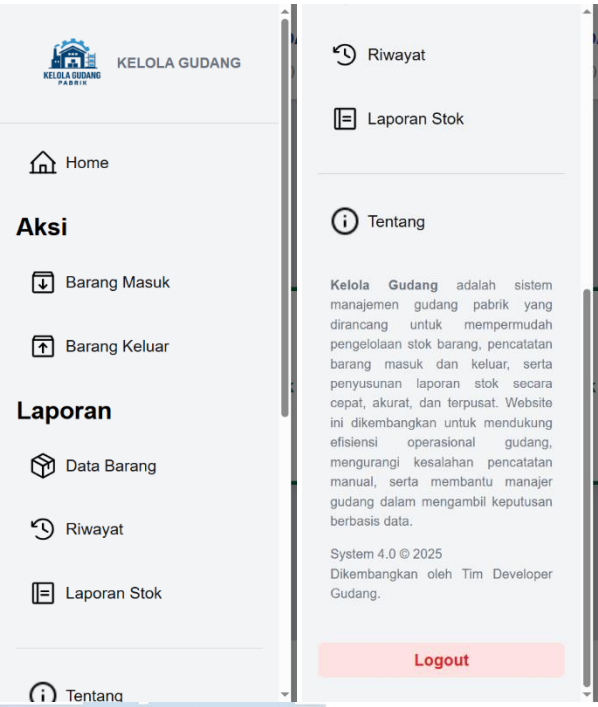 KELOLA GUDANG
PABRIK
KELOLA GUDANG
Home
Aksi
Barang Masuk
Barang Keluar
Laporan
Data Barang
Riwayat
Laporan Stok
Tentang
Riwayat
Laporan Stok
Tentang
Kelola Gudang adalah sistem
manajemen gudang pabrik yang
dirancang untuk mempermudah
pengelolaan stok barang, pencatatan
barang masuk dan keluar, serta
penyusunan laporan stok secara
cepat, akurat, dan terpusat. Website
ini dikembangkan untuk mendukung
efisiensi operasional gudang,
mengurangi kesalahan pencatatan
manual, serta membantu manajer
gudang dalam mengambil keputusan
berbasis data.
System 4.0 © 2025
Dikembangkan oleh Tim Developer
Gudang.
Logout